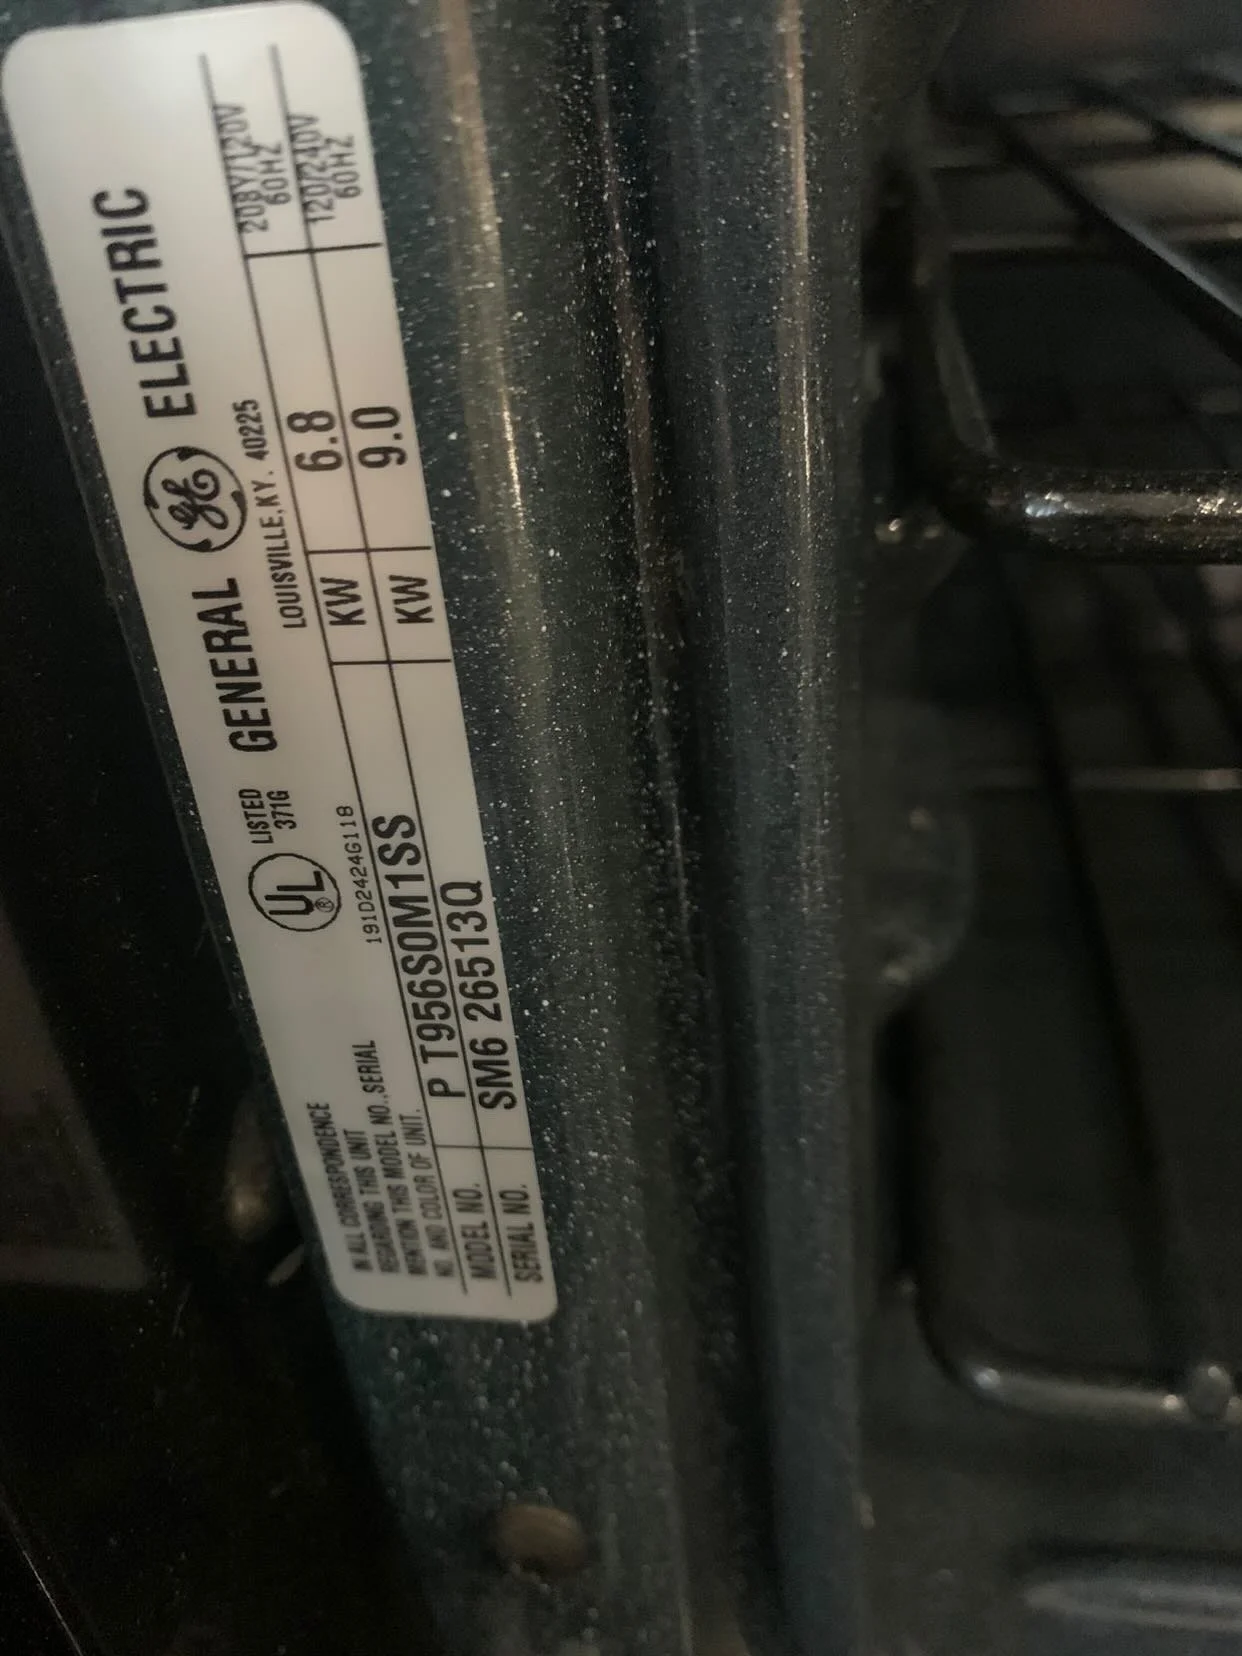 GENERAL GE ELECTRIC
UL® LISTED
371G
LOUISVILLE, KY. 40225
191D2424G118
IN ALL CORRESPONDENCE
REGARDING THIS UNIT
MENTION THIS MODEL NO.,SERIAL
NO. AND COLOR OF UNIT.
KW 6.8 208Y/120V
60HZ
KW 9.0 120/240V
60HZ
MODEL NO. P T956S0M1SS
SERIAL NO. SM6 26513Q